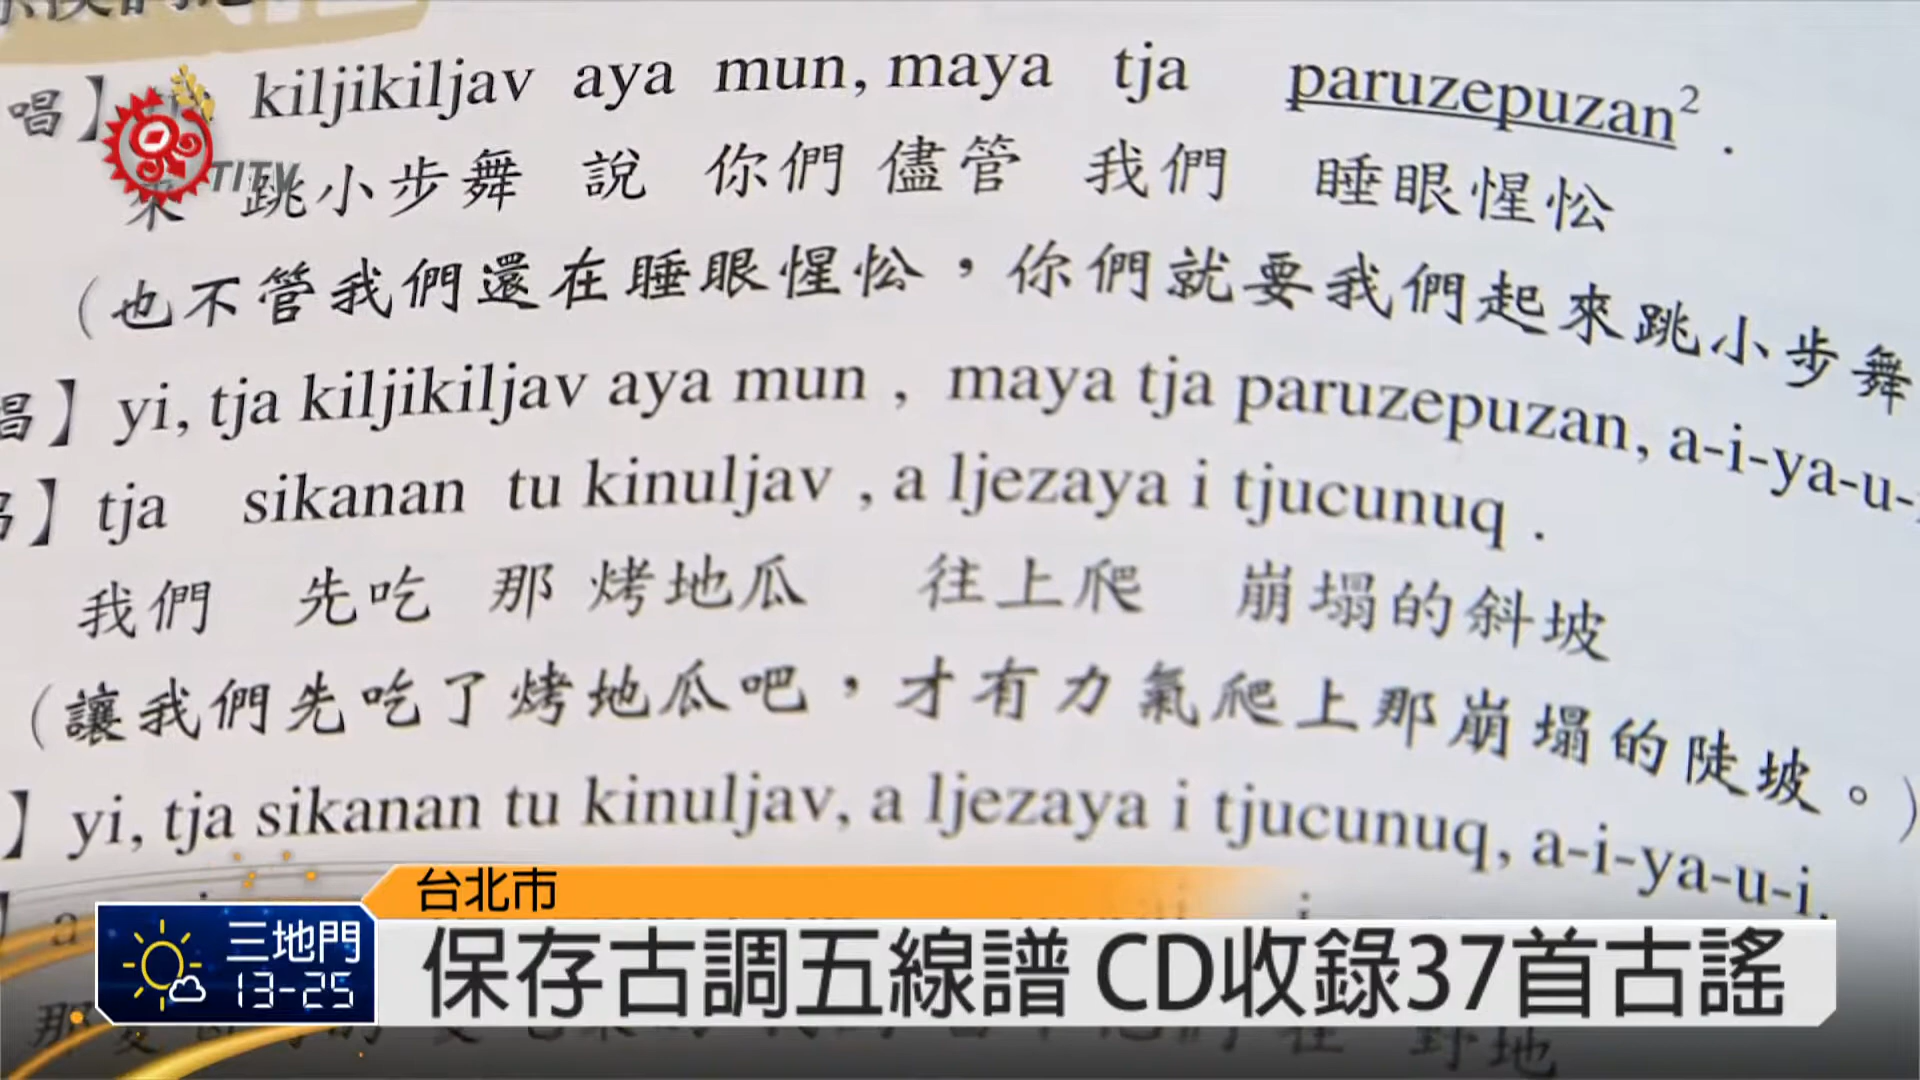 唱】 kiljikiljav aya mun, maya tja paruzepuzan² .
來 跳小步舞 說 你們 儘管 我們 睡眼惺忪
（也不管我們還在睡眼惺忪，你們就要我們起來跳小步舞
唱】yi, tja kiljikiljav aya mun , maya tja paruzepuzan, a-i-ya-u-
】tja sikanan tu kinuljav , a ljezaya i tjucunuq .
我們 先吃 那 烤地瓜 往上爬 崩塌的斜坡
（讓我們先吃了烤地瓜吧，才有力氣爬上那崩塌的陡坡。）
】yi, tja sikanan tu kinuljav, a ljezaya i tjucunuq, a-i-ya-u-i.
TITV
台北市
三地門
13-25
保存古調五線譜 CD收錄37首古謠